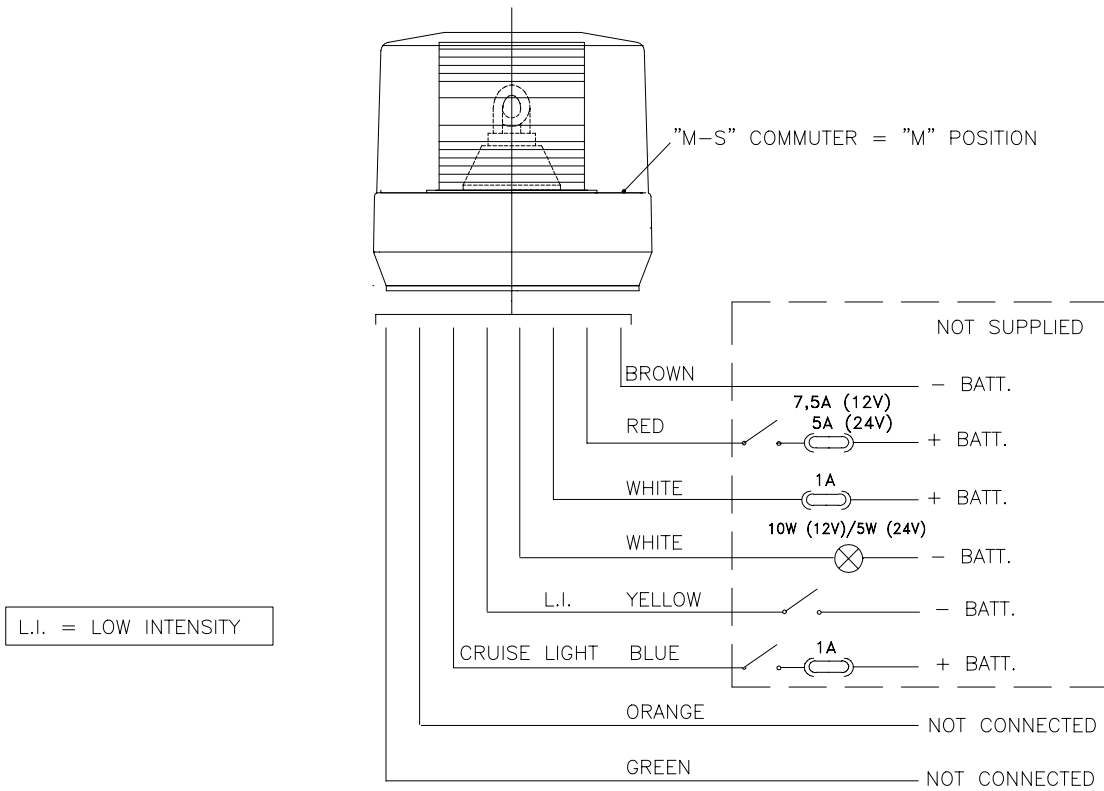 "M-S" COMMUTER = "M" POSITION
NOT SUPPLIED
BROWN
- BATT.
7,5A (12V)
5A (24V)
RED
+ BATT.
1A
WHITE
+ BATT.
10W (12V)/5W (24V)
WHITE
- BATT.
L.I. YELLOW
- BATT.
L.I. = LOW INTENSITY
1A
CRUISE LIGHT BLUE
+ BATT.
ORANGE
NOT CONNECTED
GREEN
NOT CONNECTED